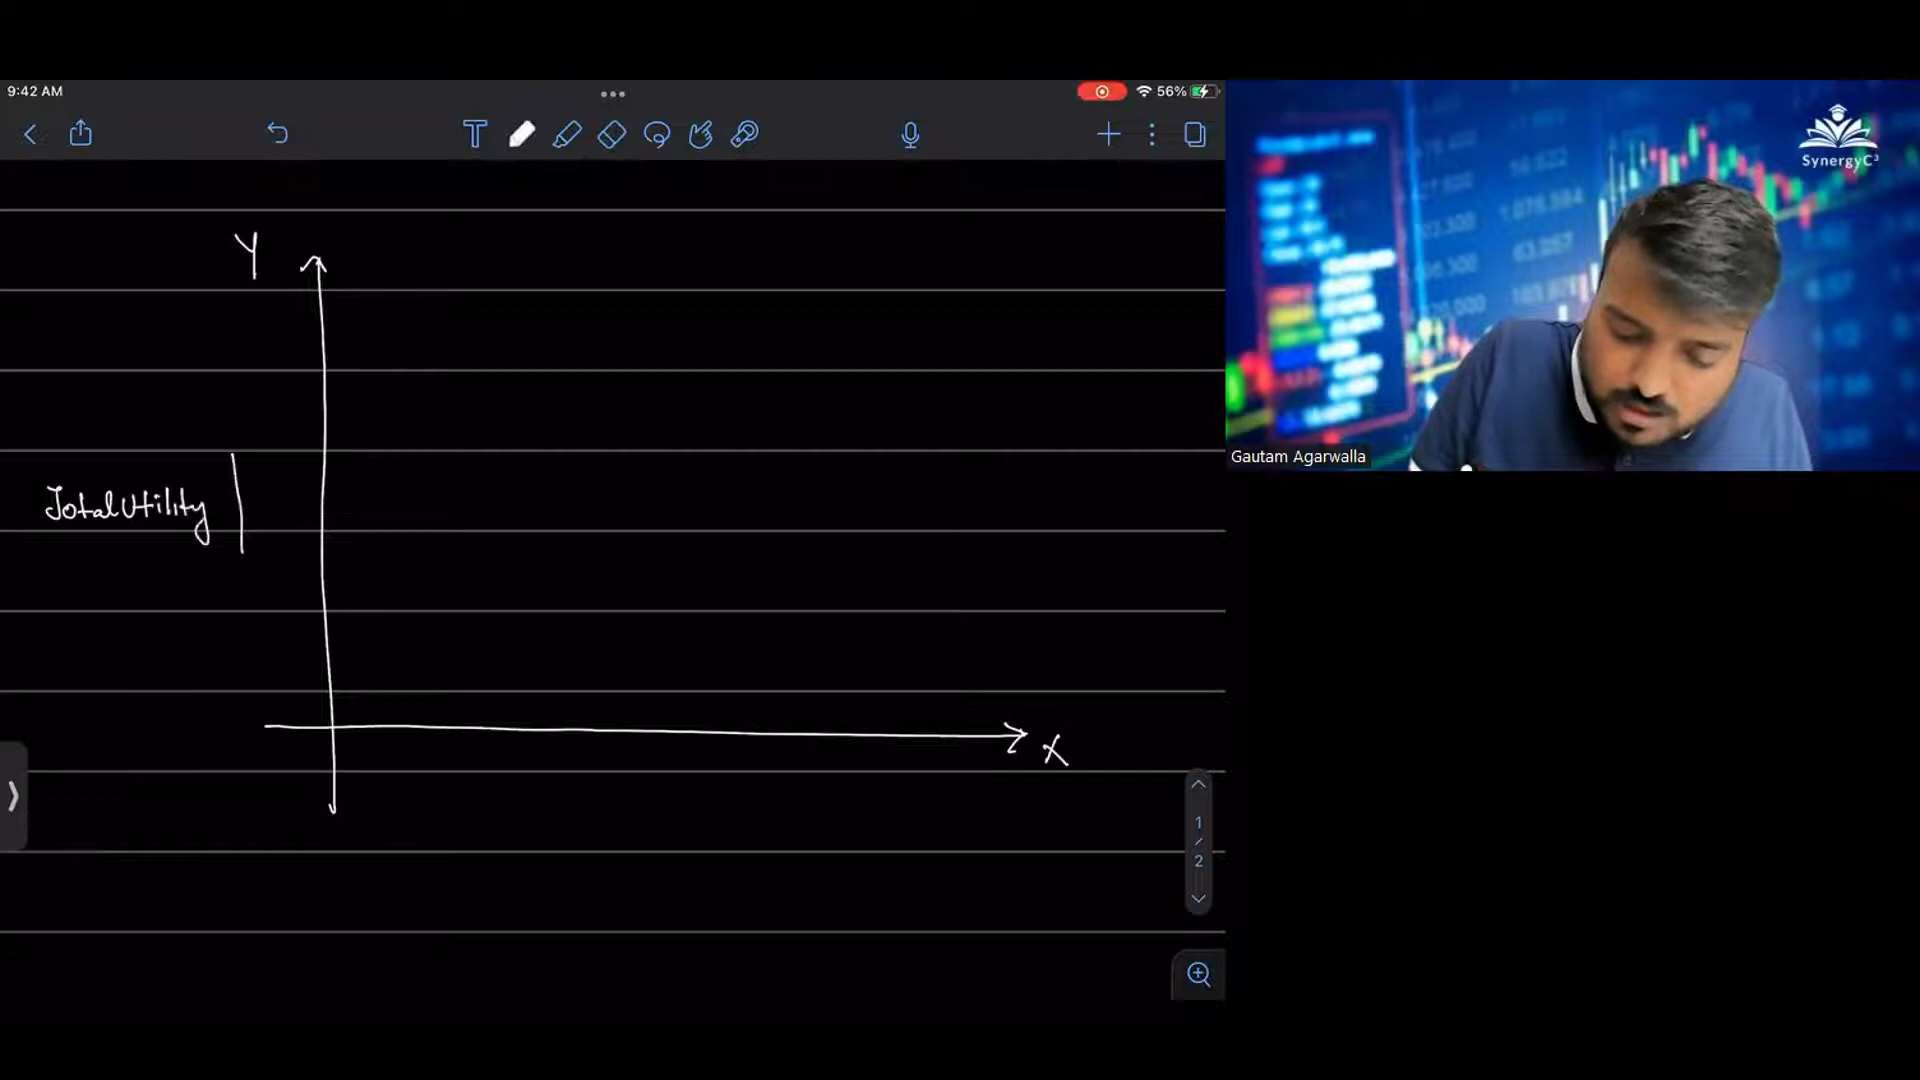 9:42 AM
56%
SynergyC³
Y
Total Utility
Gautam Agarwalla
X
1
/
2